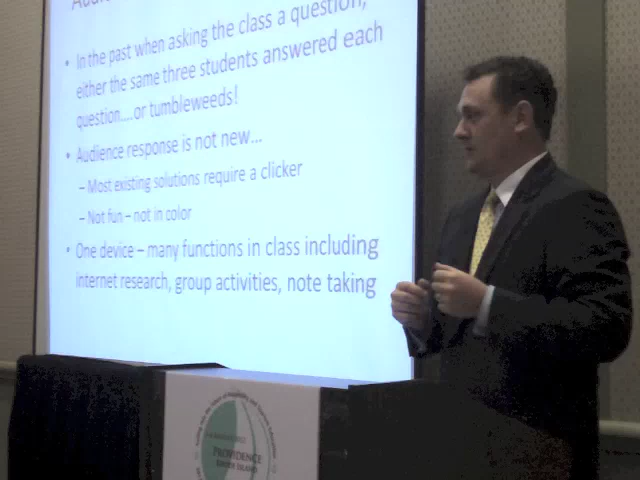 • In the past when asking the class a question,
either the same three students answered each
question....or tumbleweeds!
• Audience response is not new...
– Most existing solutions require a clicker
– Not fun – not in color
• One device – many functions in class including
internet research, group activities, note taking
PROVIDENCE
RHODE ISLAND